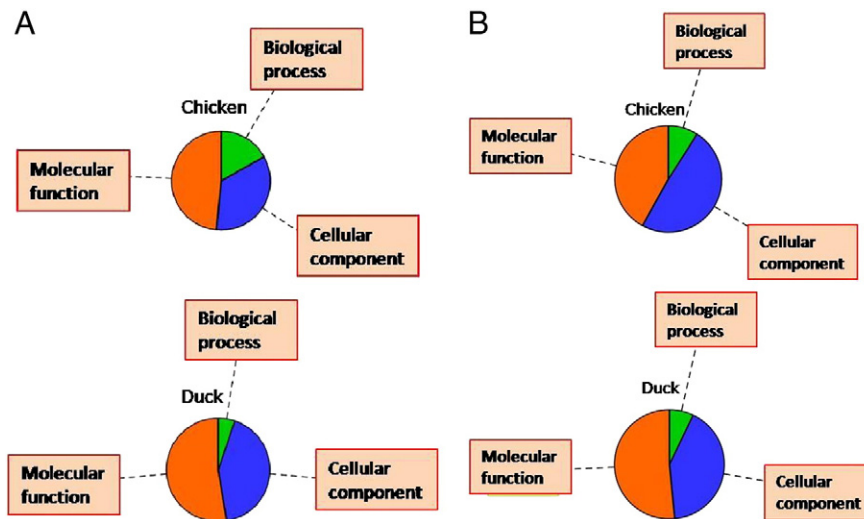 A
Biological
process
Chicken
Molecular
function
Cellular
component
Biological
process
Duck
Molecular
function
Cellular
component
B
Biological
process
Chicken
Molecular
function
Cellular
component
Biological
process
Duck
Molecular
function
Cellular
component